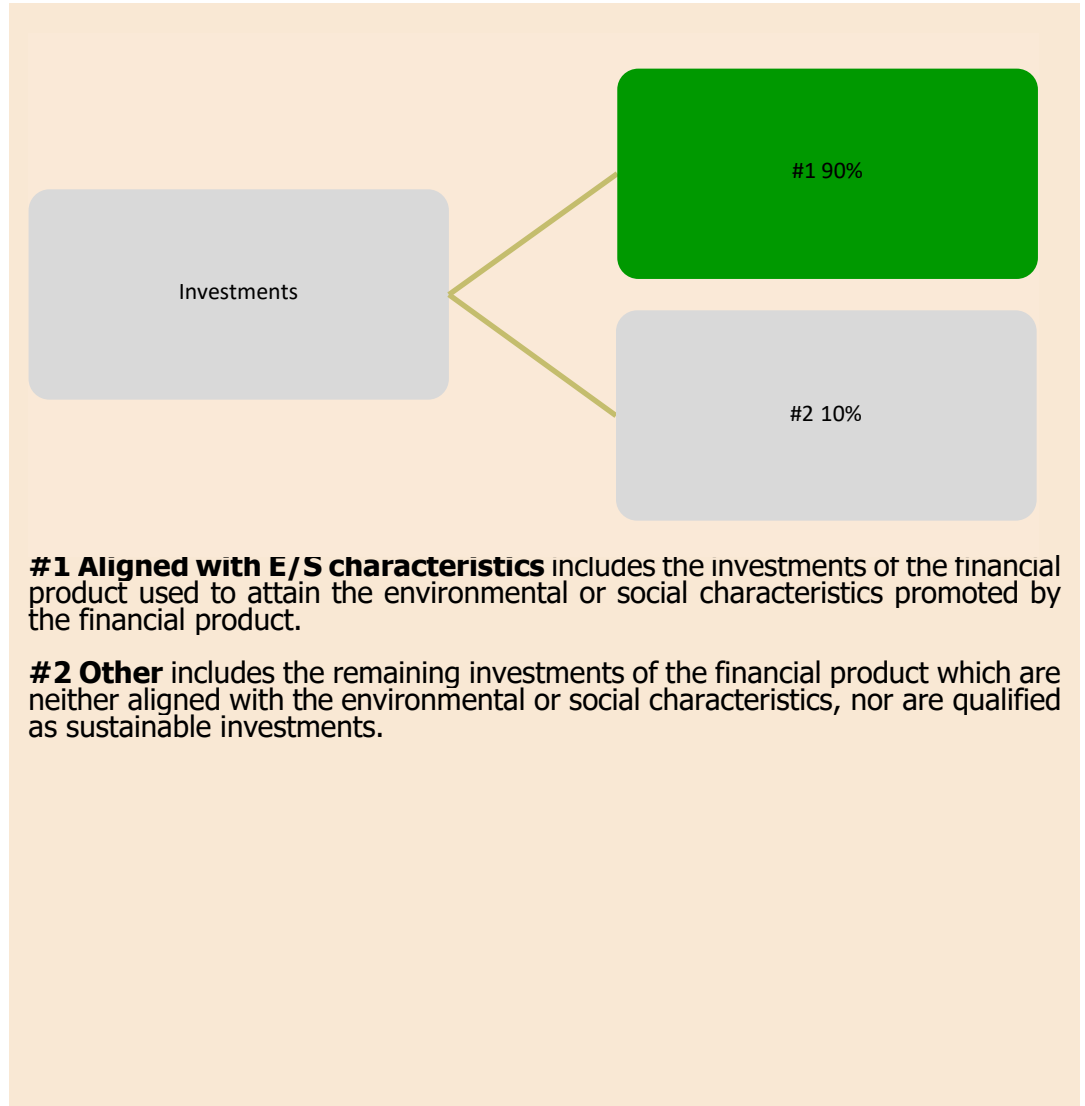 #1 90%
Investments
#2 10%
#1 Aligned with E/S characteristics includes the investments of the financial
product used to attain the environmental or social characteristics promoted by
the financial product.
#2 Other includes the remaining investments of the financial product which are
neither aligned with the environmental or social characteristics, nor are qualified
as sustainable investments.